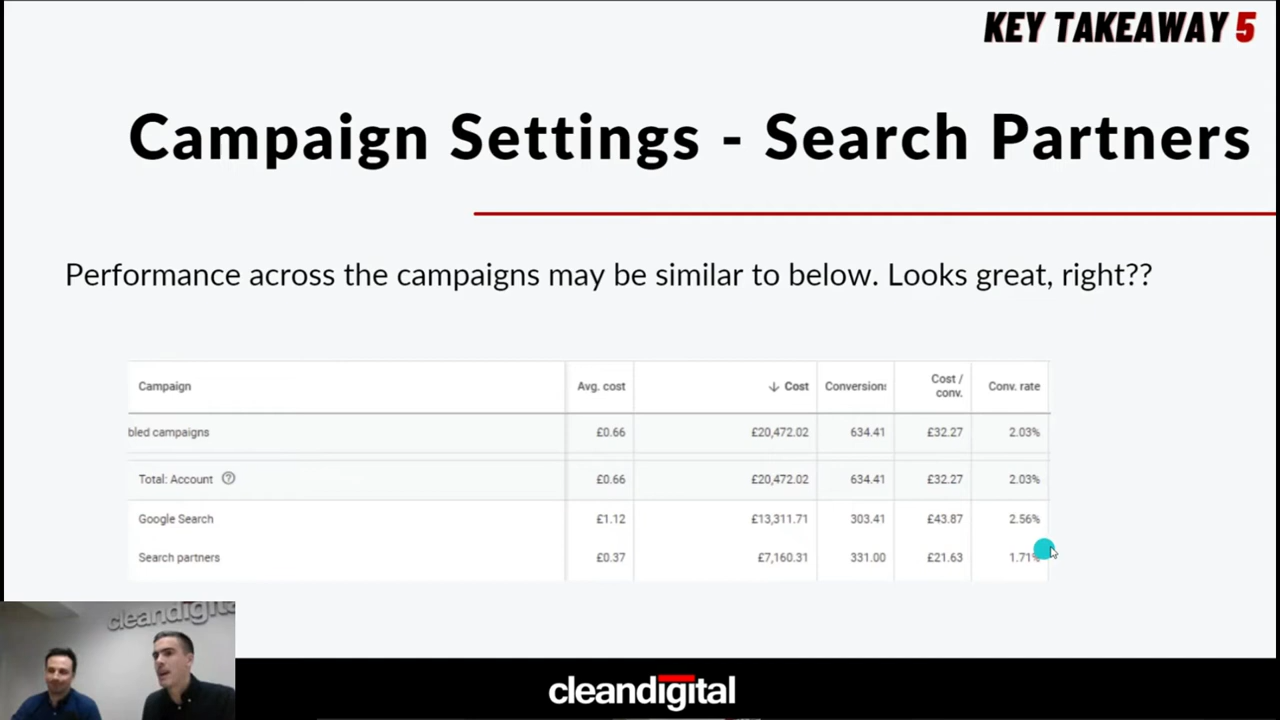 KEY TAKEAWAY 5
Campaign Settings - Search Partners
Performance across the campaigns may be similar to below. Looks great, right??
Campaign Avg. cost ↓ Cost Conversions Cost / conv. Conv. rate
bled campaigns £0.66 £20,472.02 634.41 £32.27 2.03%
Total: Account £0.66 £20,472.02 634.41 £32.27 2.03%
Google Search £1.12 £13,311.71 303.41 £43.87 2.56%
Search partners £0.37 £7,160.31 331.00 £21.63 1.71%
cleandigital
cleandigital